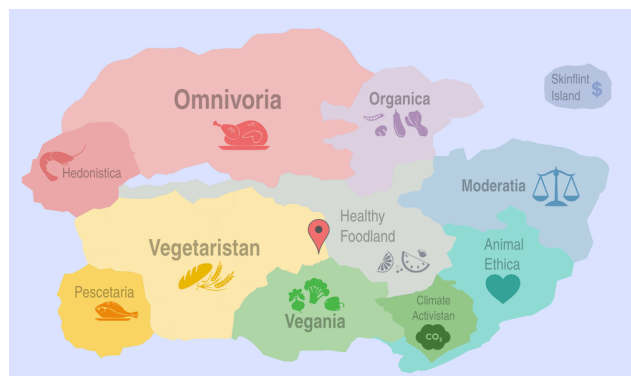 Omnivoria
Organica
Skinflint
Island $
Hedonistica
Moderatia
Healthy
Foodland
Vegetaristan
Animal
Ethica
Pescetaria
Climate
Activistan
Vegania
CO₂